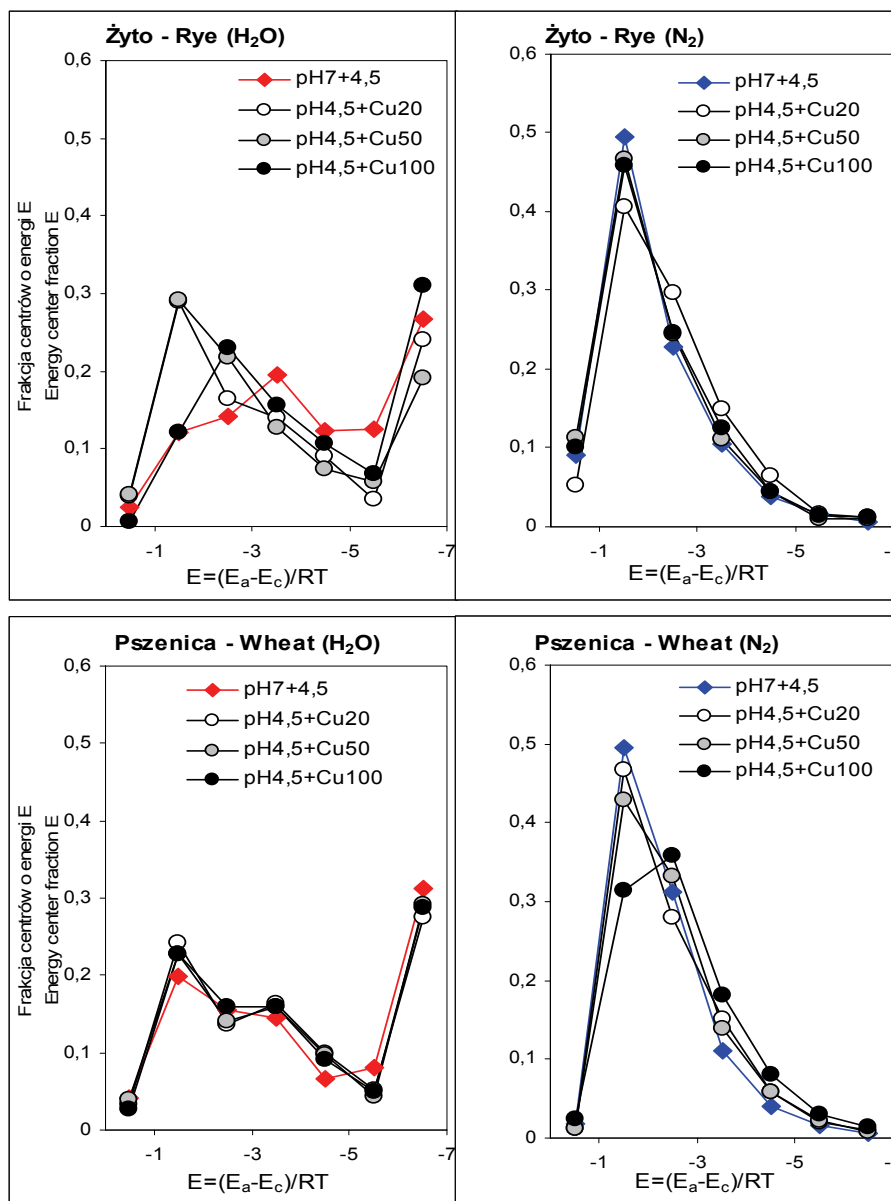 Żyto - Rye (H₂O)
0,6
0,5
0,4
0,3
0,2
0,1
0
Frakcja centrów o energi E
Energy center fraction E
pH7+4,5
pH4,5+Cu20
pH4,5+Cu50
pH4,5+Cu100
-1
-3
-5
-7
E=(Eₐ-E꜀)/RT
Żyto - Rye (N₂)
0,6
0,5
0,4
0,3
0,2
0,1
0
pH7+4,5
pH4,5+Cu20
pH4,5+Cu50
pH4,5+Cu100
-1
-3
-5
-
E=(Eₐ-E꜀)/RT
Pszenica - Wheat (H₂O)
0,6
0,5
0,4
0,3
0,2
0,1
0
Frakcja centrów o energi E
Energy center fraction E
pH7+4,5
pH4,5+Cu20
pH4,5+Cu50
pH4,5+Cu100
-1
-3
-5
-7
E=(Eₐ-E꜀)/RT
Pszenica - Wheat (N₂)
0,6
0,5
0,4
0,3
0,2
0,1
0
pH7+4,5
pH4,5+Cu20
pH4,5+Cu50
pH4,5+Cu100
-1
-3
-5
-
E=(Eₐ-E꜀)/RT